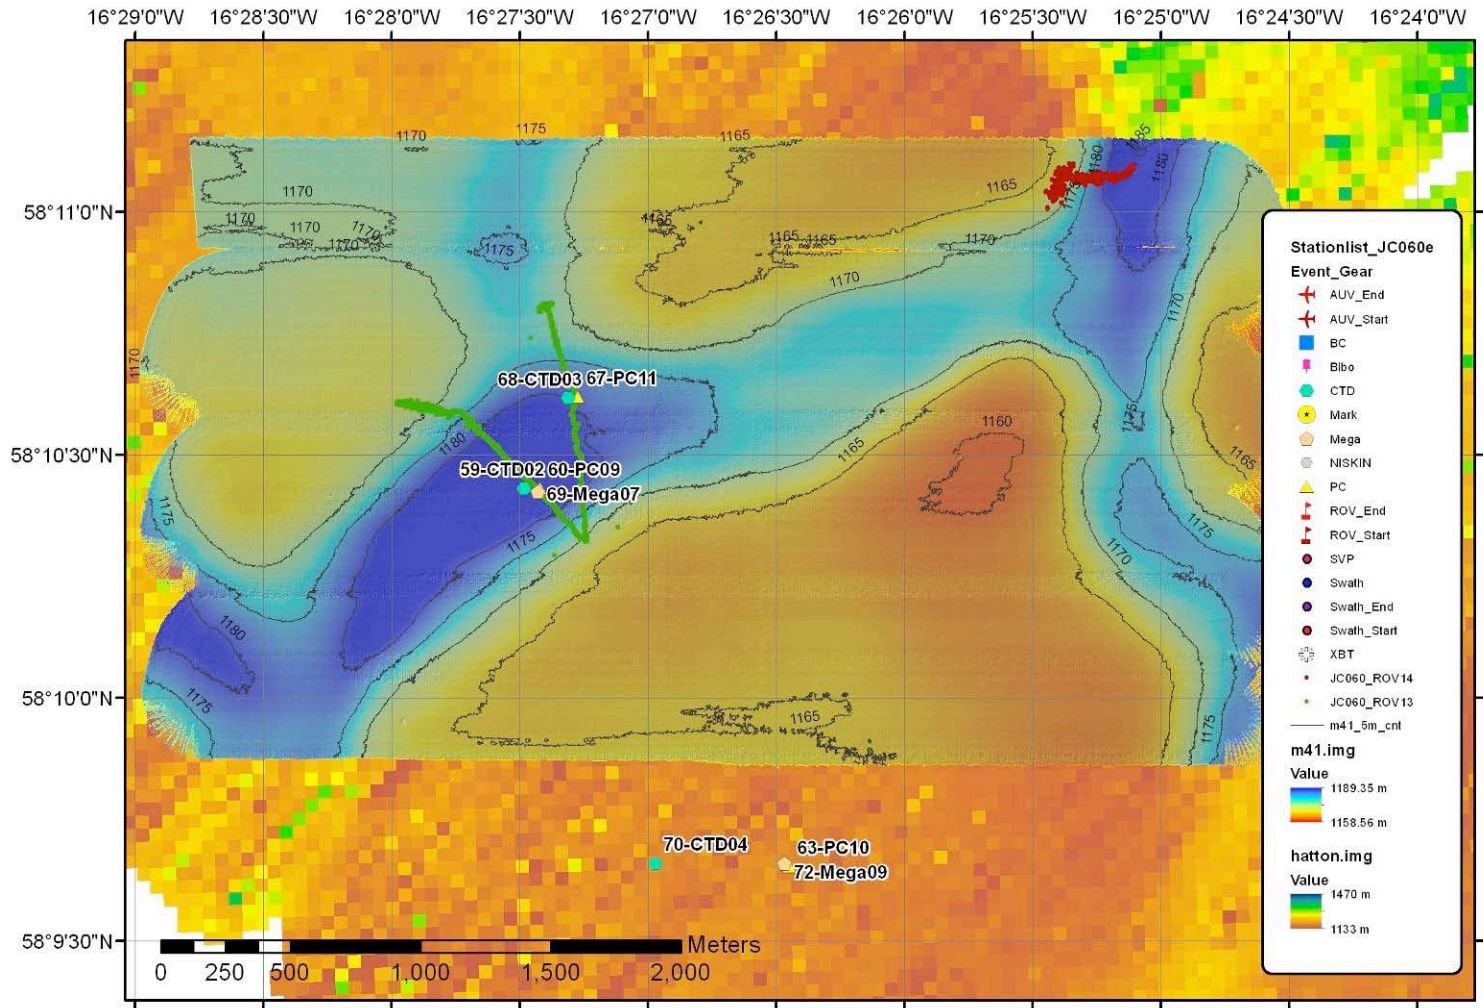 16°29'0"W 16°28'30"W 16°28'0"W 16°27'30"W 16°27'0"W 16°26'30"W 16°26'0"W 16°25'30"W 16°25'0"W 16°24'30"W 16°24'0"W
1170 1175 1165 1185
1180 1180
1170 1165 1175
58°11'0"N
1170 1165
1170 1170 1165 1165 1170
1170 1175
1170
1170
1170
68-CTD03 67-PC11
1175
1180 1165 1160
58°10'30"N
1165
59-CTD02 60-PC09
69-Mega07
1175 1175
1175 1170
1180
58°10'0"N
1175 1165 1175
70-CTD04 63-PC10
72-Mega09
58°9'30"N
Meters
0 250 500 1,000 1,500 2,000
Stationlist_JC060e
Event_Gear
AUV_End
AUV_Start
BC
Bibo
CTD
Mark
Mega
NISKIN
PC
ROV_End
ROV_Start
SVP
Swath
Swath_End
Swath_Start
XBT
JC060_ROV14
JC060_ROV13
m41_5m_cnt
m41.img
Value
1189.35 m
1158.56 m
hatton.img
Value
1470 m
1133 m